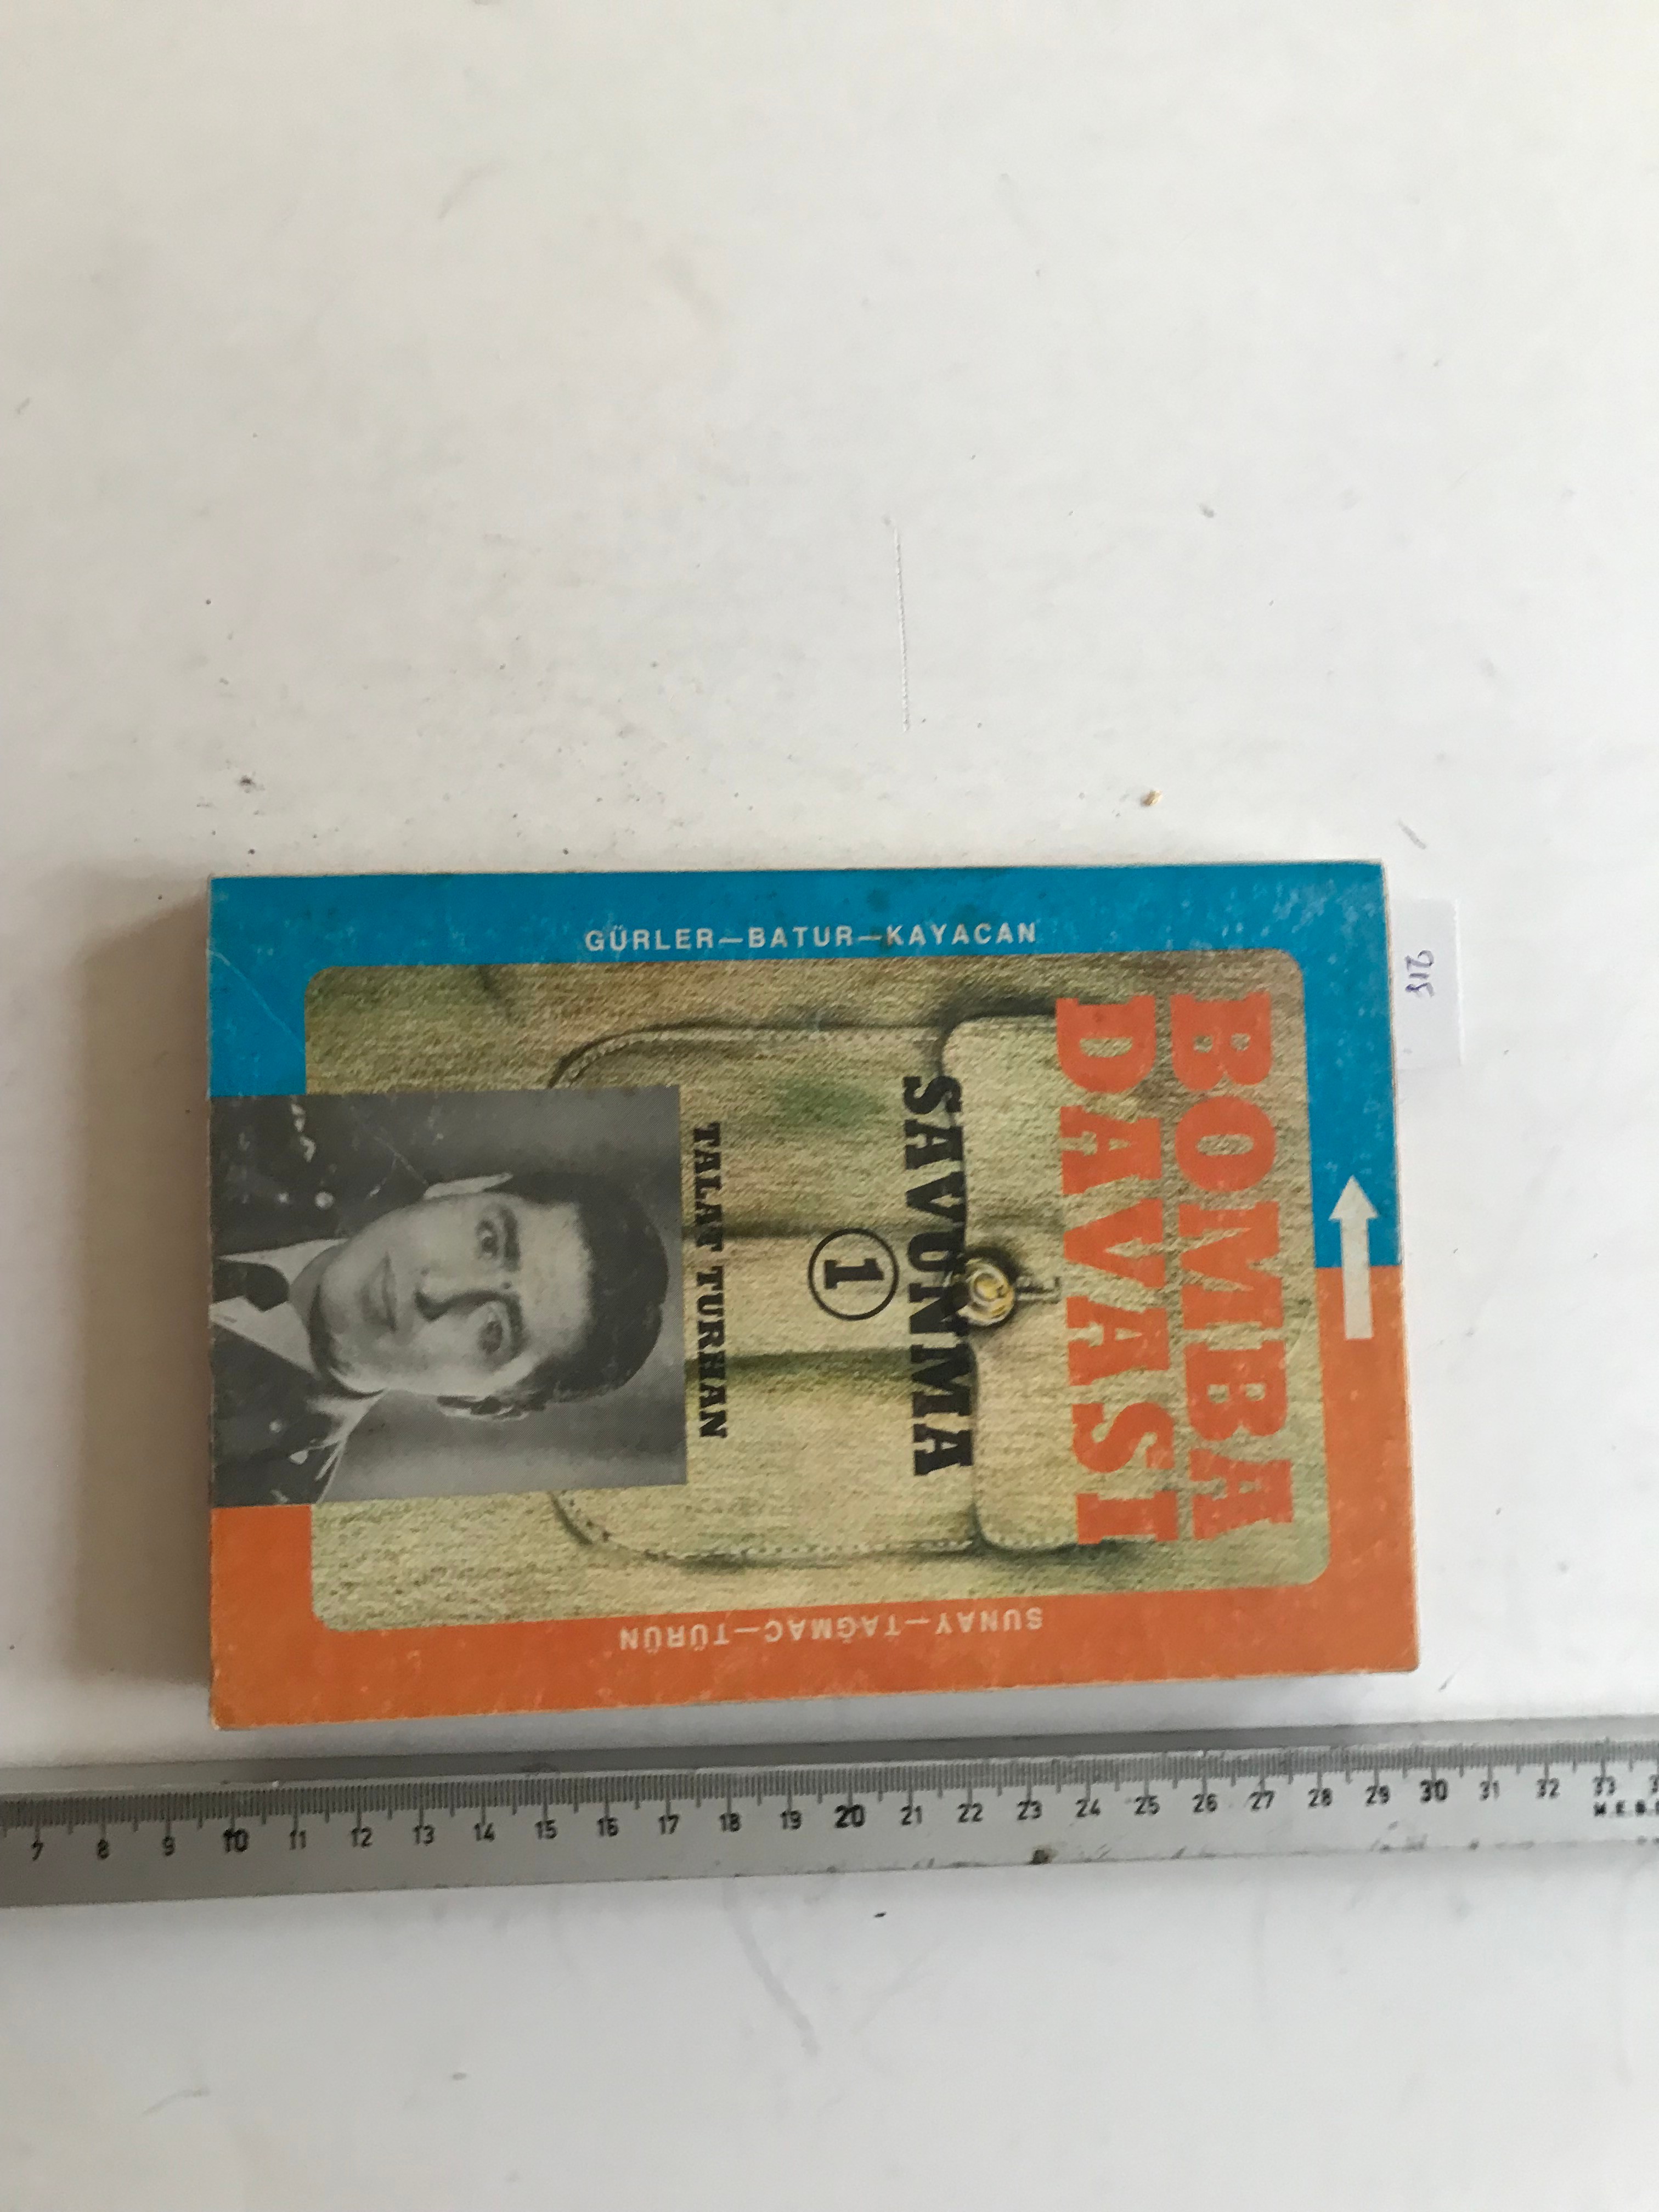 BOMBA
DAVASI
SAVUNMA
1
TALAT TURHAN
GÜRLER—BATUR—KAYACAN
SUNAY—TAĞMAÇ—TÜRÜN
7 8 9 10 11 12 13 14 15 16 17 18 19 20 21 22 23 24 25 26 27 28 29 30 31 32 33